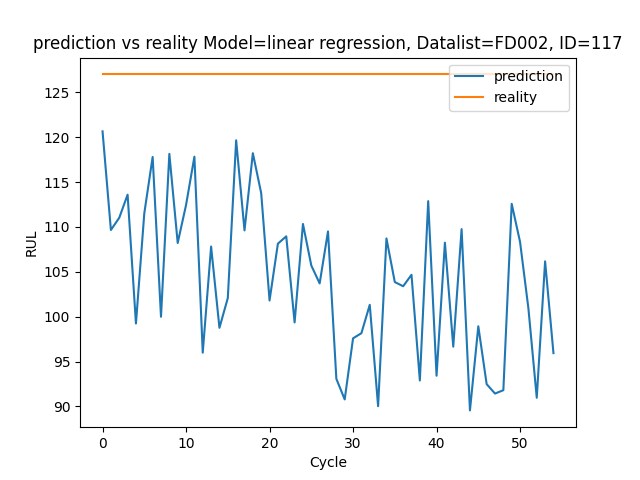 prediction vs reality Model=linear regression, Datalist=FD002, ID=117
prediction
reality
125
120
115
110
105
100
95
90
RUL
0 10 20 30 40 50
Cycle